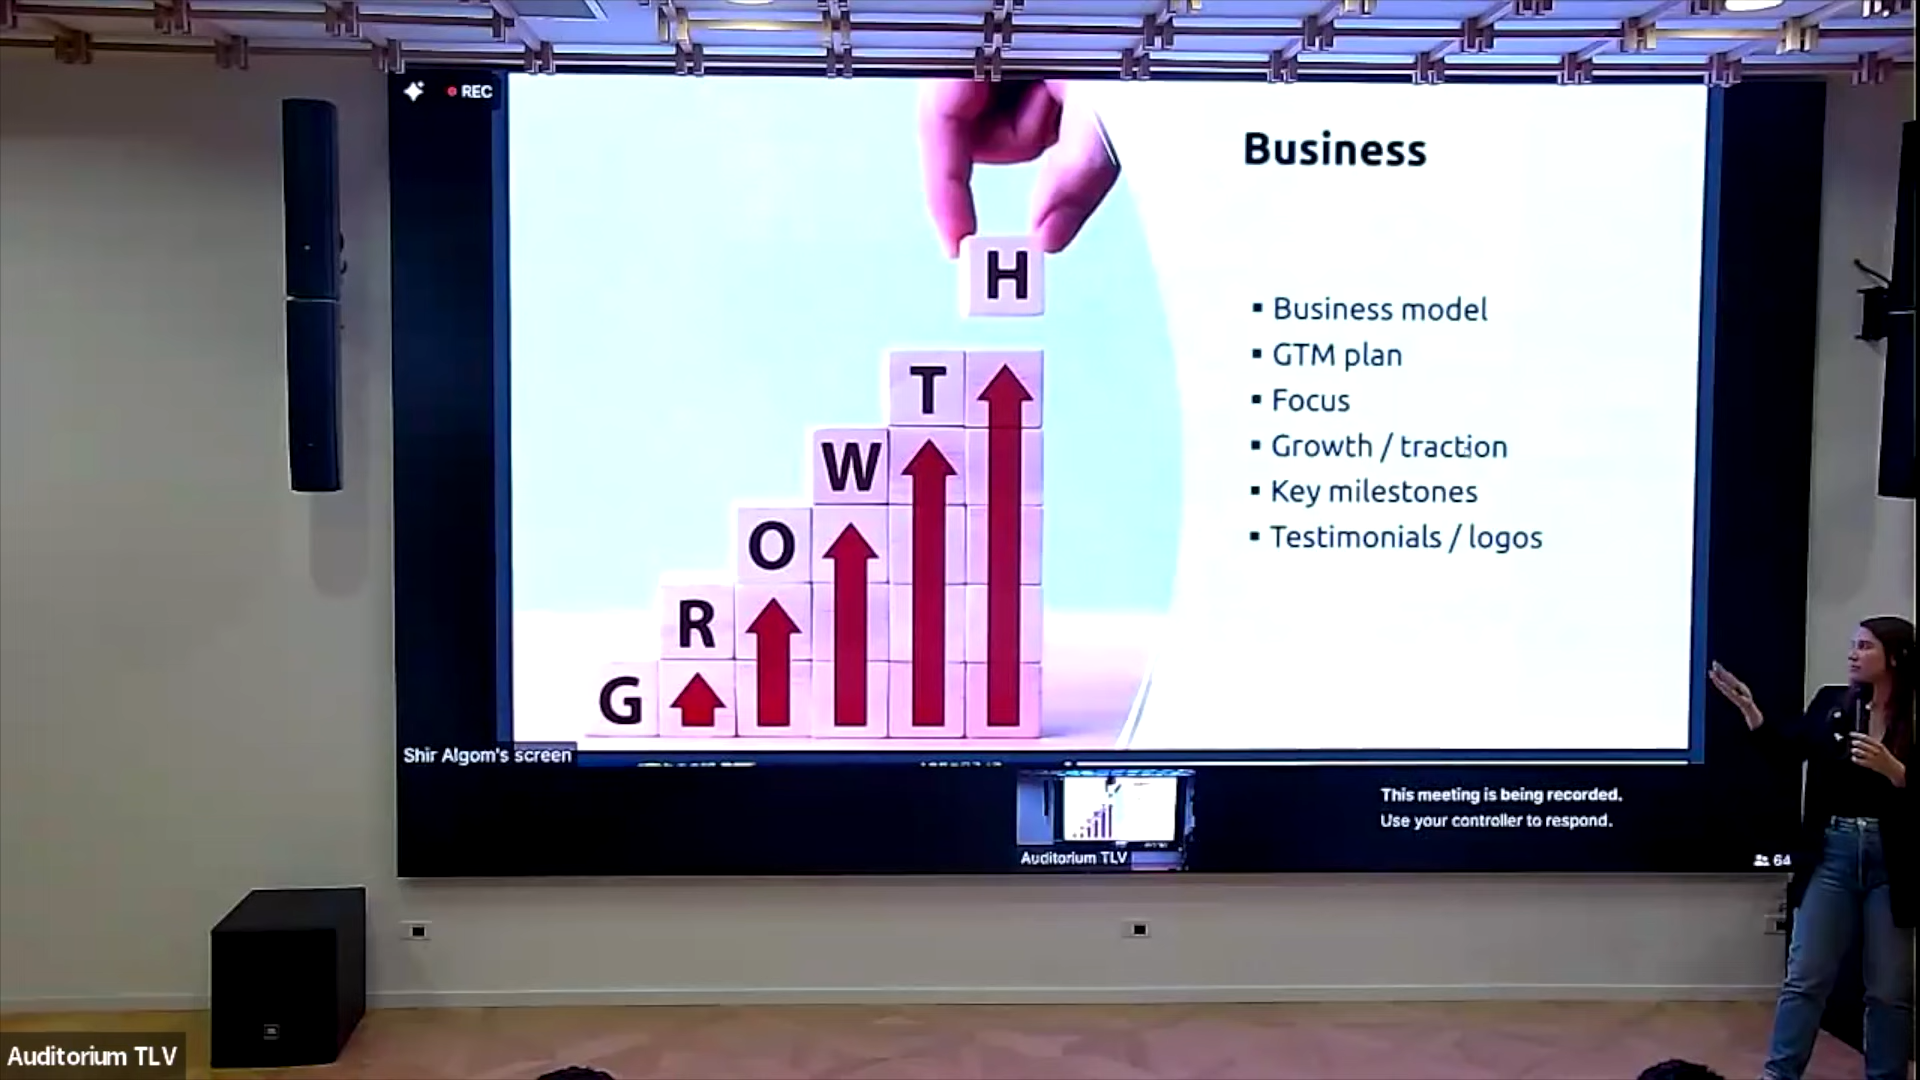 REC
Business
H
T
W
O
R
G
▪ Business model
▪ GTM plan
▪ Focus
▪ Growth / traction
▪ Key milestones
▪ Testimonials / logos
Shir Algom's screen
This meeting is being recorded.
Use your controller to respond.
Auditorium TLV
64
Auditorium TLV